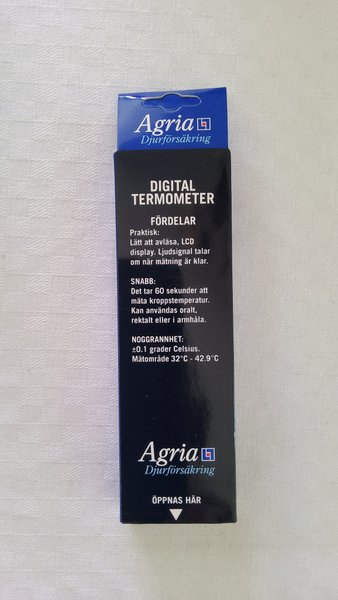 Agria
Djurförsäkring
DIGITAL
TERMOMETER
FÖRDELAR
Praktisk:
Lätt att avläsa, LCD
display. Ljudsignal talar
om när mätning är klar.
SNABB:
Det tar 60 sekunder att
mäta kroppstemperatur.
Kan användas oralt,
rektalt eller i armhåla.
NOGGRANNHET:
±0.1 grader Celsius.
Mätområde 32°C - 42.9°C
Agria
Djurförsäkring
ÖPPNAS HÄR